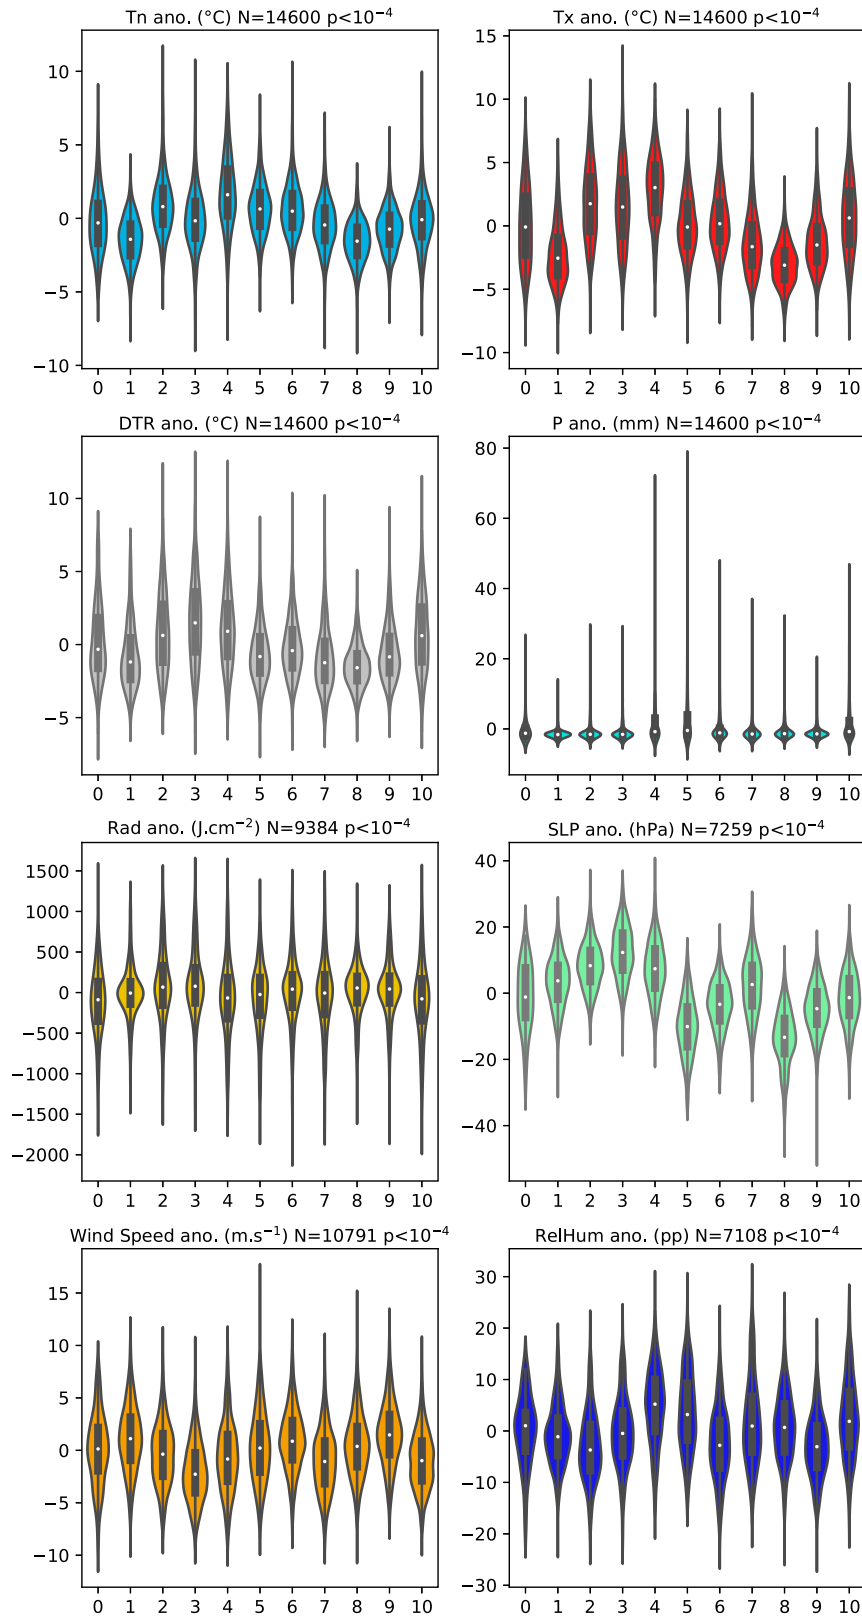 Tn ano. (°C) N=14600 p<10⁻⁴
10
5
0
−5
−10
0 1 2 3 4 5 6 7 8 9 10
Tx ano. (°C) N=14600 p<10⁻⁴
15
10
5
0
−5
−10
0 1 2 3 4 5 6 7 8 9 10
DTR ano. (°C) N=14600 p<10⁻⁴
10
5
0
−5
0 1 2 3 4 5 6 7 8 9 10
P ano. (mm) N=14600 p<10⁻⁴
80
60
40
20
0
0 1 2 3 4 5 6 7 8 9 10
Rad ano. (J.cm⁻²) N=9384 p<10⁻⁴
1500
1000
500
0
−500
−1000
−1500
−2000
0 1 2 3 4 5 6 7 8 9 10
SLP ano. (hPa) N=7259 p<10⁻⁴
40
20
0
−20
−40
0 1 2 3 4 5 6 7 8 9 10
Wind Speed ano. (m.s⁻¹) N=10791 p<10⁻⁴
15
10
5
0
−5
−10
0 1 2 3 4 5 6 7 8 9 10
RelHum ano. (pp) N=7108 p<10⁻⁴
30
20
10
0
−10
−20
−30
0 1 2 3 4 5 6 7 8 9 10